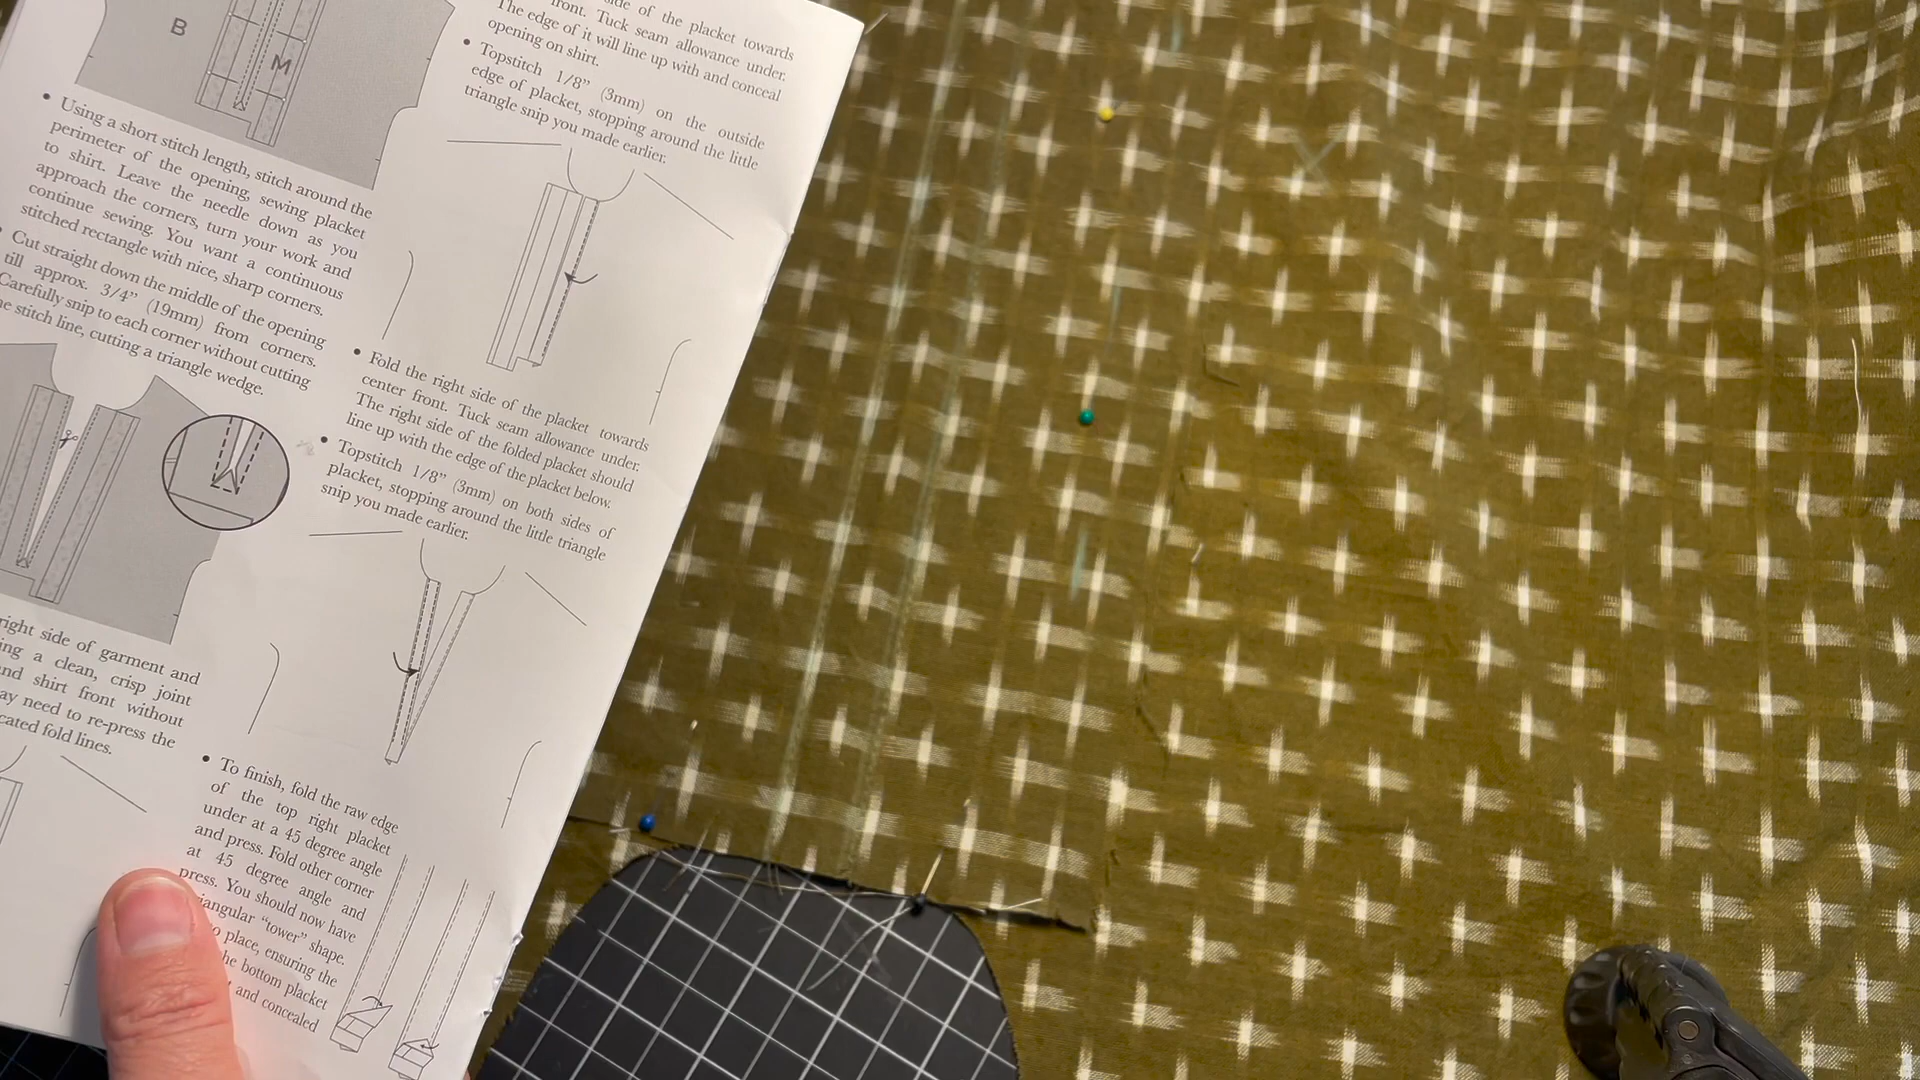 B
M
• Using a short stitch length, stitch around the
perimeter of the opening, sewing placket
to shirt. Leave the needle down as you
approach the corners, turn your work and
continue sewing. You want a continuous
stitched rectangle with nice, sharp corners.
Cut straight down the middle of the opening
till approx. 3/4” (19mm) from corners.
Carefully snip to each corner without cutting
stitch line, cutting a triangle wedge.
right side of garment and
a clean, crisp joint
shirt front without
need to re-press the
fold lines.
of the placket towards
front. Tuck seam allowance under.
The edge of it will line up with and conceal
opening on shirt.
• Topstitch 1/8” (3mm) on the outside
edge of placket, stopping around the little
triangle snip you made earlier.
• Fold the right side of the placket towards
center front. Tuck seam allowance under.
The right side of the folded placket should
line up with the edge of the placket below.
• Topstitch 1/8” (3mm) on both sides of
placket, stopping around the little triangle
snip you made earlier.
• To finish, fold the raw edge
of the top right placket
under at a 45 degree angle
and press. Fold other corner
at 45 degree angle and
press. You should now have
“tower” shape.
place, ensuring the
bottom placket
and concealed